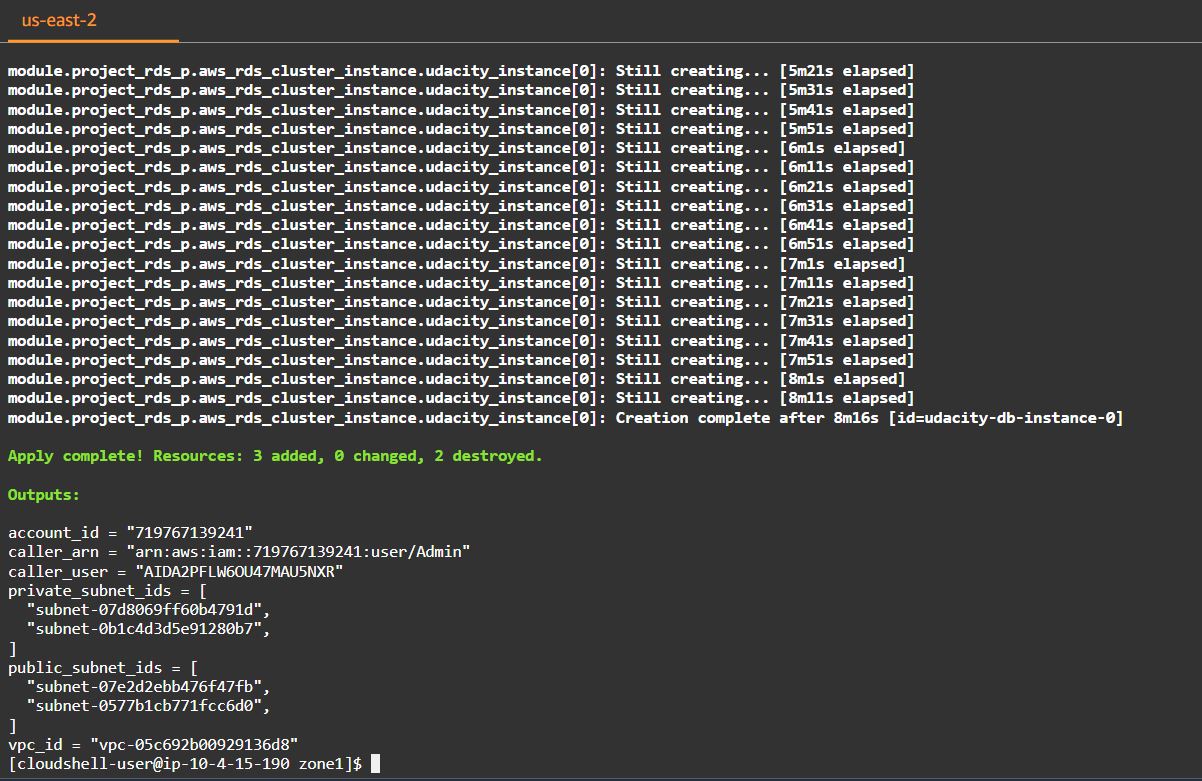 us-east-2
module.project_rds_p.aws_rds_cluster_instance.udacity_instance[0]: Still creating... [5m21s elapsed]
module.project_rds_p.aws_rds_cluster_instance.udacity_instance[0]: Still creating... [5m31s elapsed]
module.project_rds_p.aws_rds_cluster_instance.udacity_instance[0]: Still creating... [5m41s elapsed]
module.project_rds_p.aws_rds_cluster_instance.udacity_instance[0]: Still creating... [5m51s elapsed]
module.project_rds_p.aws_rds_cluster_instance.udacity_instance[0]: Still creating... [6m1s elapsed]
module.project_rds_p.aws_rds_cluster_instance.udacity_instance[0]: Still creating... [6m11s elapsed]
module.project_rds_p.aws_rds_cluster_instance.udacity_instance[0]: Still creating... [6m21s elapsed]
module.project_rds_p.aws_rds_cluster_instance.udacity_instance[0]: Still creating... [6m31s elapsed]
module.project_rds_p.aws_rds_cluster_instance.udacity_instance[0]: Still creating... [6m41s elapsed]
module.project_rds_p.aws_rds_cluster_instance.udacity_instance[0]: Still creating... [6m51s elapsed]
module.project_rds_p.aws_rds_cluster_instance.udacity_instance[0]: Still creating... [7m1s elapsed]
module.project_rds_p.aws_rds_cluster_instance.udacity_instance[0]: Still creating... [7m11s elapsed]
module.project_rds_p.aws_rds_cluster_instance.udacity_instance[0]: Still creating... [7m21s elapsed]
module.project_rds_p.aws_rds_cluster_instance.udacity_instance[0]: Still creating... [7m31s elapsed]
module.project_rds_p.aws_rds_cluster_instance.udacity_instance[0]: Still creating... [7m41s elapsed]
module.project_rds_p.aws_rds_cluster_instance.udacity_instance[0]: Still creating... [7m51s elapsed]
module.project_rds_p.aws_rds_cluster_instance.udacity_instance[0]: Still creating... [8m1s elapsed]
module.project_rds_p.aws_rds_cluster_instance.udacity_instance[0]: Still creating... [8m11s elapsed]
module.project_rds_p.aws_rds_cluster_instance.udacity_instance[0]: Creation complete after 8m16s [id=udacity-db-instance-0]
Apply complete! Resources: 3 added, 0 changed, 2 destroyed.
Outputs:
account_id = "719767139241"
caller_arn = "arn:aws:iam::719767139241:user/Admin"
caller_user = "AIDA2PFLW6OU47MAU5NXR"
private_subnet_ids = [
  "subnet-07d8069ff60b4791d",
  "subnet-0b1c4d3d5e91280b7",
]
public_subnet_ids = [
  "subnet-07e2d2ebb476f47fb",
  "subnet-0577b1cb771fcc6d0",
]
vpc_id = "vpc-05c692b00929136d8"
[cloudshell-user@ip-10-4-15-190 zone1]$